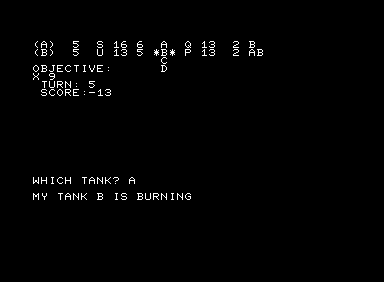 (A)  5  S 16 6  A  Q 13  2 B
(B)  5  U 13 5 *B* P 13  2 AB
C
OBJECTIVE: D
X 9
TURN: 5
SCORE:-13
WHICH TANK? A
MY TANK B IS BURNING